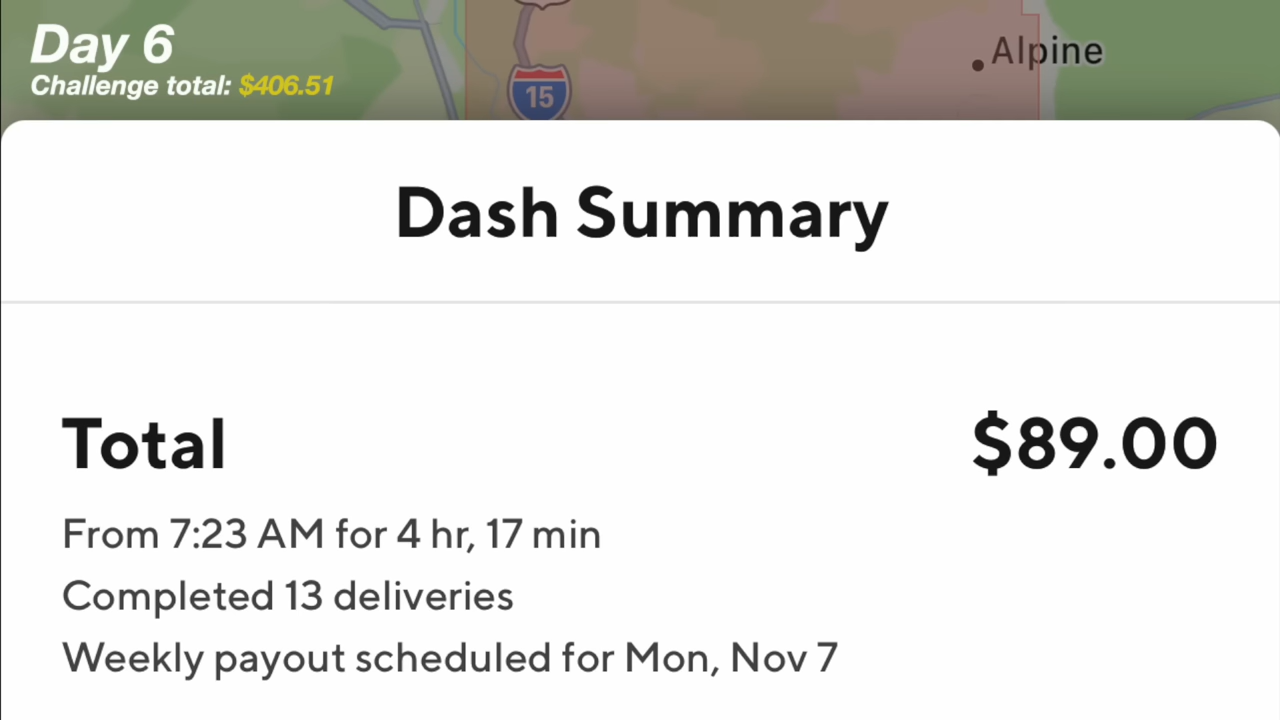 Day 6
Challenge total: $406.51
Alpine
15
Dash Summary
Total $89.00
From 7:23 AM for 4 hr, 17 min
Completed 13 deliveries
Weekly payout scheduled for Mon, Nov 7